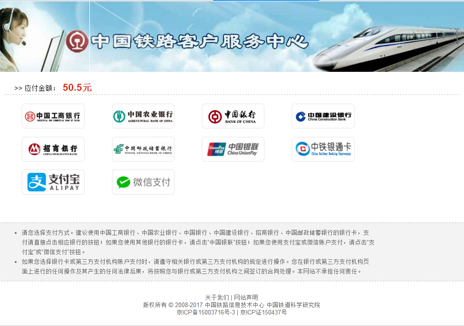 中国铁路客户服务中心
>> 应付金额： 50.5元
中国工商银行
中国农业银行
AGRICULTURAL BANK OF CHINA
中国银行
BANK OF CHINA
中国建设银行
China Construction Bank
招商银行
中国邮政储蓄银行
中国银联
China UnionPay
中铁银通卡
支付宝
ALIPAY
微信支付
• 请您选择支付方式。建议使用中国工商银行、中国农业银行、中国银行、中国建设银行、招商银行、中国邮政储蓄银行的银行卡，支
付请直接点击相应银行的按钮！如果您使用其他银行的银行卡，请点击“中国银联”按钮！如果您使用支付宝或微信账户支付，请点击“支
付宝”或“微信支付”按钮。
• 如果您选择银行卡或第三方支付机构账户支付时，请遵守相关银行或第三方支付机构的规定进行操作。您在银行或第三方支付机构页
面上进行的任何操作及其产生的任何法律后果，将按照您与银行或第三方支付机构之间签订的合同处理。本网站不承担任何责任。
关于我们 | 网站声明
版权所有 © 2008-2017 中国铁路信息技术中心 中国铁道科学研究院
京ICP备15003716号-3 | 京ICP证150437号